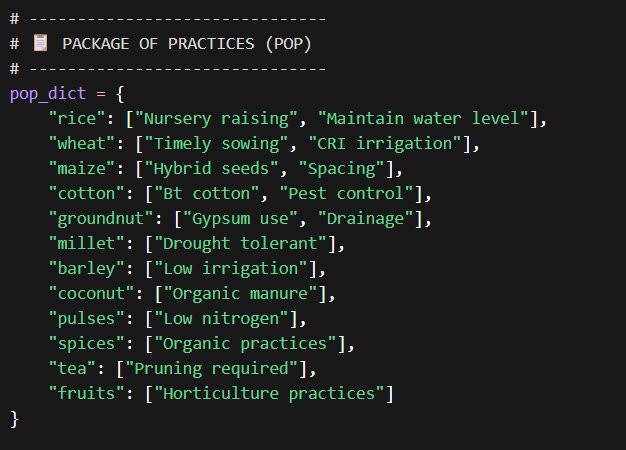 # -------------------------------
# 📋 PACKAGE OF PRACTICES (POP)
# -------------------------------
pop_dict = {
    "rice": ["Nursery raising", "Maintain water level"],
    "wheat": ["Timely sowing", "CRI irrigation"],
    "maize": ["Hybrid seeds", "Spacing"],
    "cotton": ["Bt cotton", "Pest control"],
    "groundnut": ["Gypsum use", "Drainage"],
    "millet": ["Drought tolerant"],
    "barley": ["Low irrigation"],
    "coconut": ["Organic manure"],
    "pulses": ["Low nitrogen"],
    "spices": ["Organic practices"],
    "tea": ["Pruning required"],
    "fruits": ["Horticulture practices"]
}